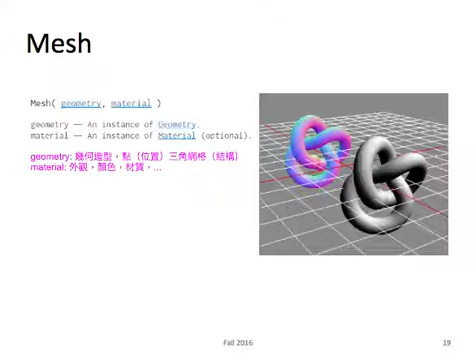 Mesh
Mesh( geometry, material )
geometry — An instance of Geometry.
material — An instance of Material (optional).
geometry: 幾何造型，點（位置）三角網格（結構）
material: 外觀，顏色，材質，...
Fall 2016
19